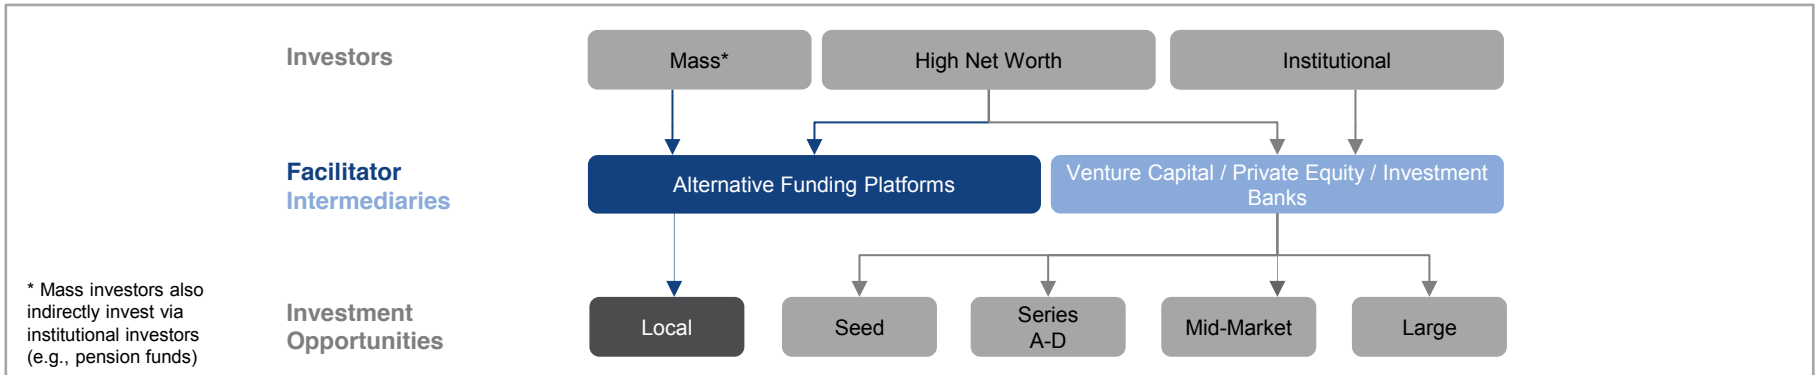 Investors
Mass*
High Net Worth
Institutional
Facilitator
Intermediaries
Alternative Funding Platforms
Venture Capital / Private Equity / Investment
Banks
* Mass investors also
indirectly invest via
institutional investors
(e.g., pension funds)
Investment
Opportunities
Local
Seed
Series
A-D
Mid-Market
Large